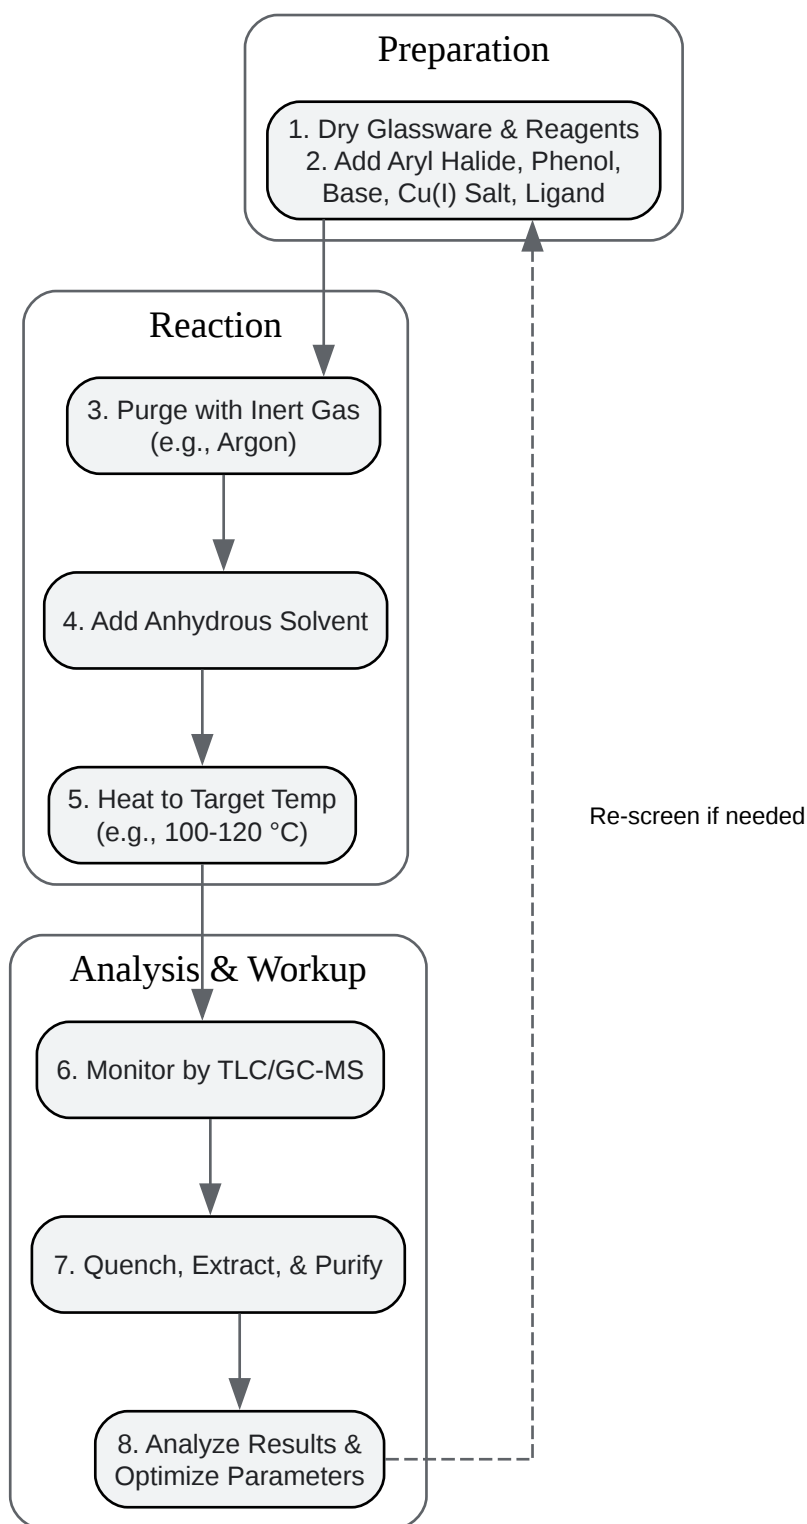 Preparation
1. Dry Glassware & Reagents
2. Add Aryl Halide, Phenol,
Base, Cu(I) Salt, Ligand
Reaction
3. Purge with Inert Gas
(e.g., Argon)
4. Add Anhydrous Solvent
5. Heat to Target Temp
(e.g., 100-120 °C)
Re-screen if needed
Analysis & Workup
6. Monitor by TLC/GC-MS
7. Quench, Extract, & Purify
8. Analyze Results &
Optimize Parameters